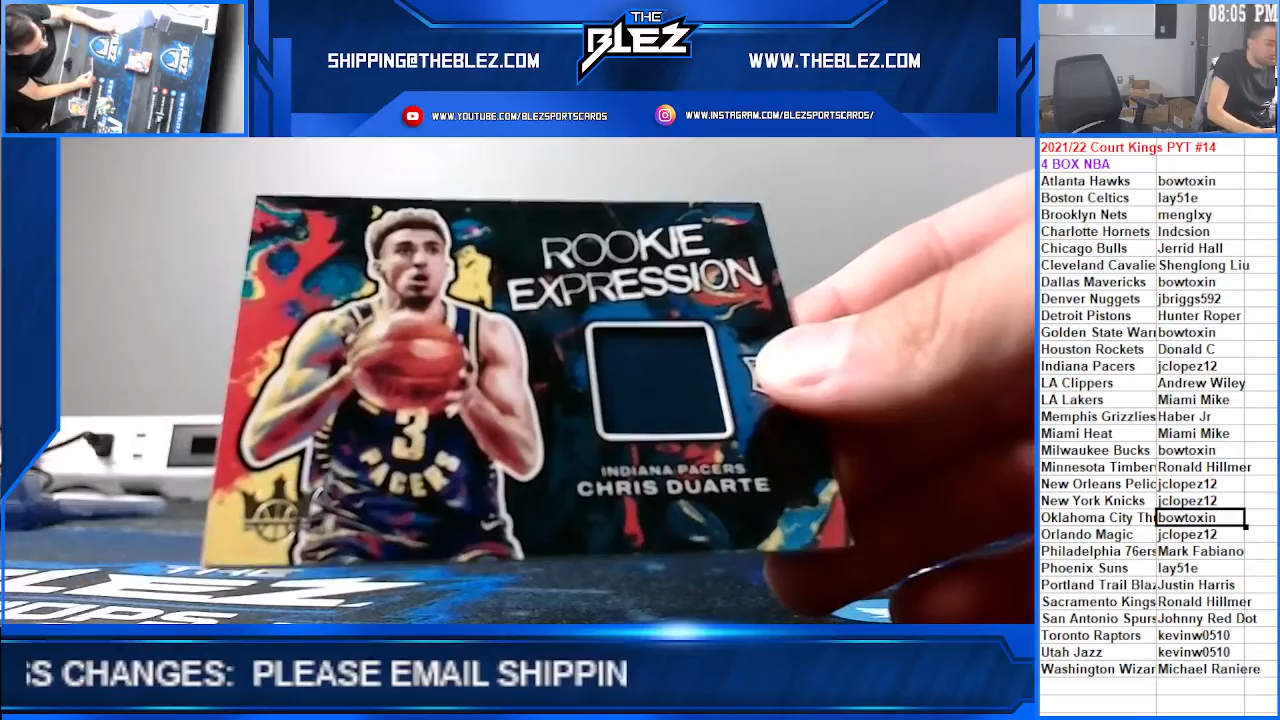 08:05 PM
THE
BLEZ
SHIPPING@THEBLEZ.COM
WWW.THEBLEZ.COM
WWW.YOUTUBE.COM/BLEZSPORTSCARDS
WWW.INSTAGRAM.COM/BLEZSPORTSCARDS/
ROOKIE
EXPRESSION
3
PACERS
INDIANA PACERS
CHRIS DUARTE
THE
BLEZ
2021/22 Court Kings PYT #14
4 BOX NBA
Atlanta Hawks bowtoxin
Boston Celtics lay51e
Brooklyn Nets menglxy
Charlotte Hornets Indcsion
Chicago Bulls Jerrid Hall
Cleveland Cavalie Shenglong Liu
Dallas Mavericks bowtoxin
Denver Nuggets jbriggs592
Detroit Pistons Hunter Roper
Golden State Warr bowtoxin
Houston Rockets Donald C
Indiana Pacers jclopez12
LA Clippers Andrew Wiley
LA Lakers Miami Mike
Memphis Grizzlies Haber Jr
Miami Heat Miami Mike
Milwaukee Bucks bowtoxin
Minnesota Timber Ronald Hillmer
New Orleans Pelic jclopez12
New York Knicks jclopez12
Oklahoma City Th bowtoxin
Orlando Magic jclopez12
Philadelphia 76ers Mark Fabiano
Phoenix Suns lay51e
Portland Trail Blaz Justin Harris
Sacramento Kings Ronald Hillmer
San Antonio Spurs Johnny Red Dot
Toronto Raptors kevinw0510
Utah Jazz kevinw0510
Washington Wizar Michael Raniere
SS CHANGES: PLEASE EMAIL SHIPPIN